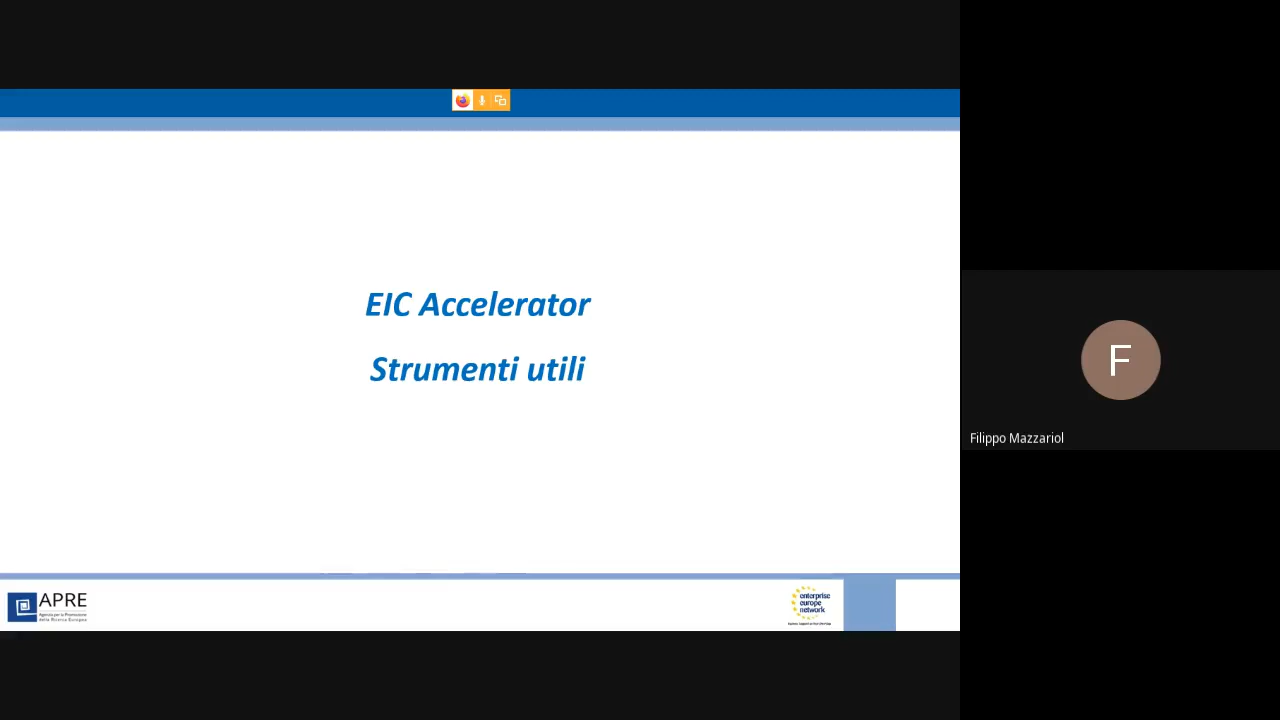 EIC Accelerator
Strumenti utili
F
Filippo Mazzariol
APRE
Agenzia per la Promozione
della Ricerca Europea
enterprise
europe
network